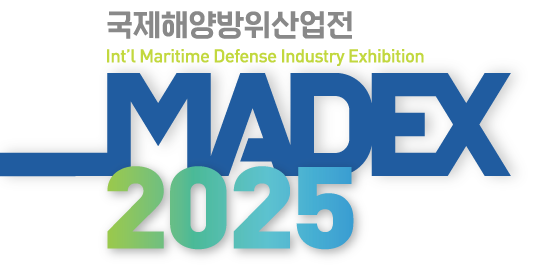 국제해양방위산업전
Int'l Maritime Defense Industry Exhibition
MADEX
2025